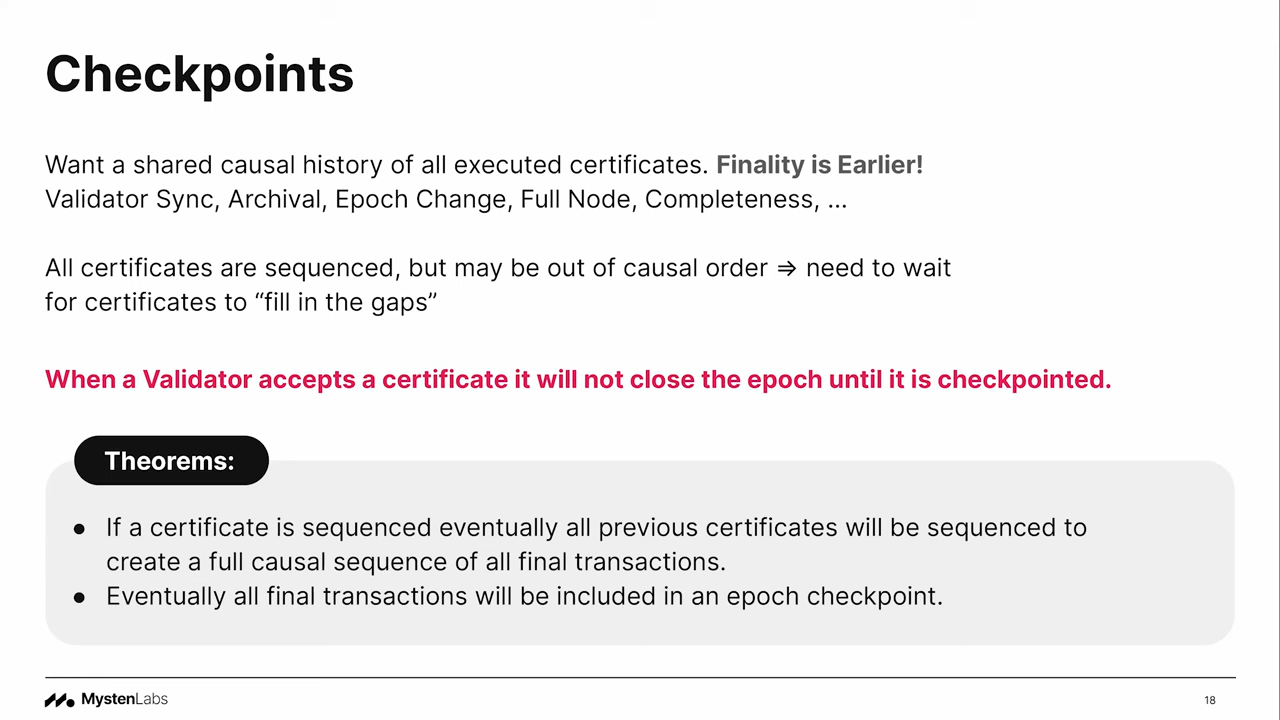 Checkpoints
Want a shared causal history of all executed certificates. Finality is Earlier!
Validator Sync, Archival, Epoch Change, Full Node, Completeness, ...
All certificates are sequenced, but may be out of causal order ⇒ need to wait
for certificates to “fill in the gaps”
When a Validator accepts a certificate it will not close the epoch until it is checkpointed.
Theorems:
● If a certificate is sequenced eventually all previous certificates will be sequenced to
create a full causal sequence of all final transactions.
● Eventually all final transactions will be included in an epoch checkpoint.
MystenLabs
18